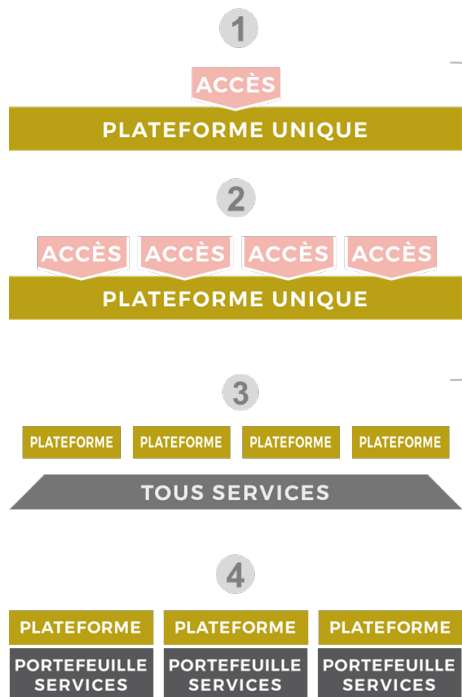 1
ACCÈS
PLATEFORME UNIQUE
2
ACCÈS ACCÈS ACCÈS ACCÈS
PLATEFORME UNIQUE
3
PLATEFORME PLATEFORME PLATEFORME PLATEFORME
TOUS SERVICES
4
PLATEFORME PLATEFORME PLATEFORME
PORTEFEUILLE PORTEFEUILLE PORTEFEUILLE
SERVICES SERVICES SERVICES